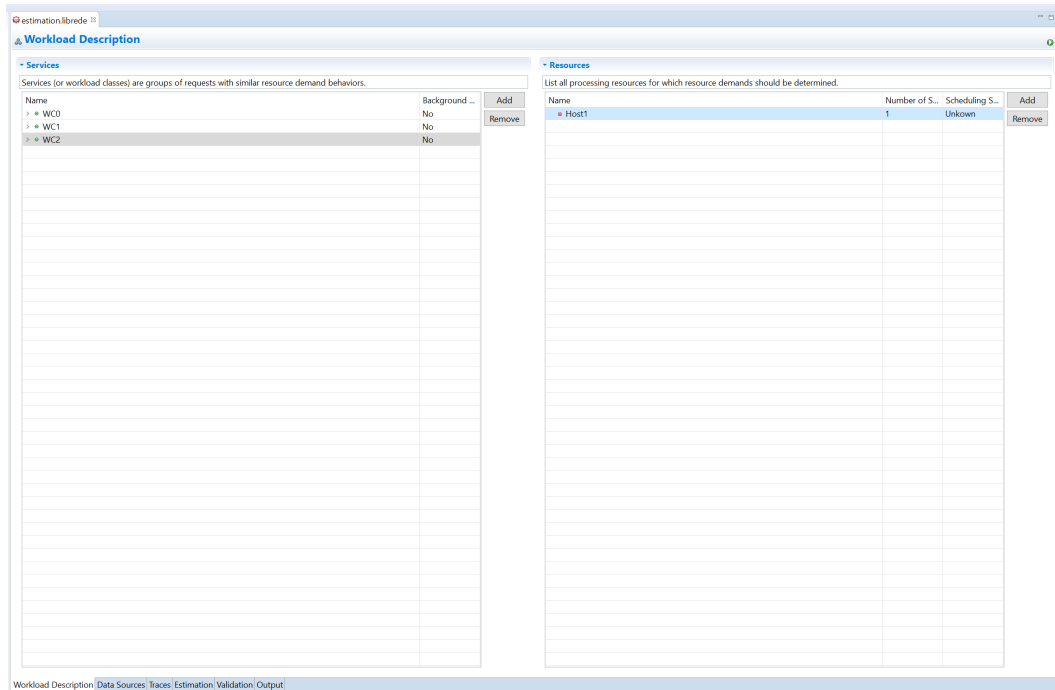 estimation.librede
Workload Description
Services
Services (or workload classes) are groups of requests with similar resource demand behaviors.
Name Background ...
WC0 No
WC1 No
WC2 No
Add
Remove
Resources
List all processing resources for which resource demands should be determined.
Name Number of S... Scheduling S...
Host1 1 Unkown
Add
Remove
Workload Description Data Sources Traces Estimation Validation Output